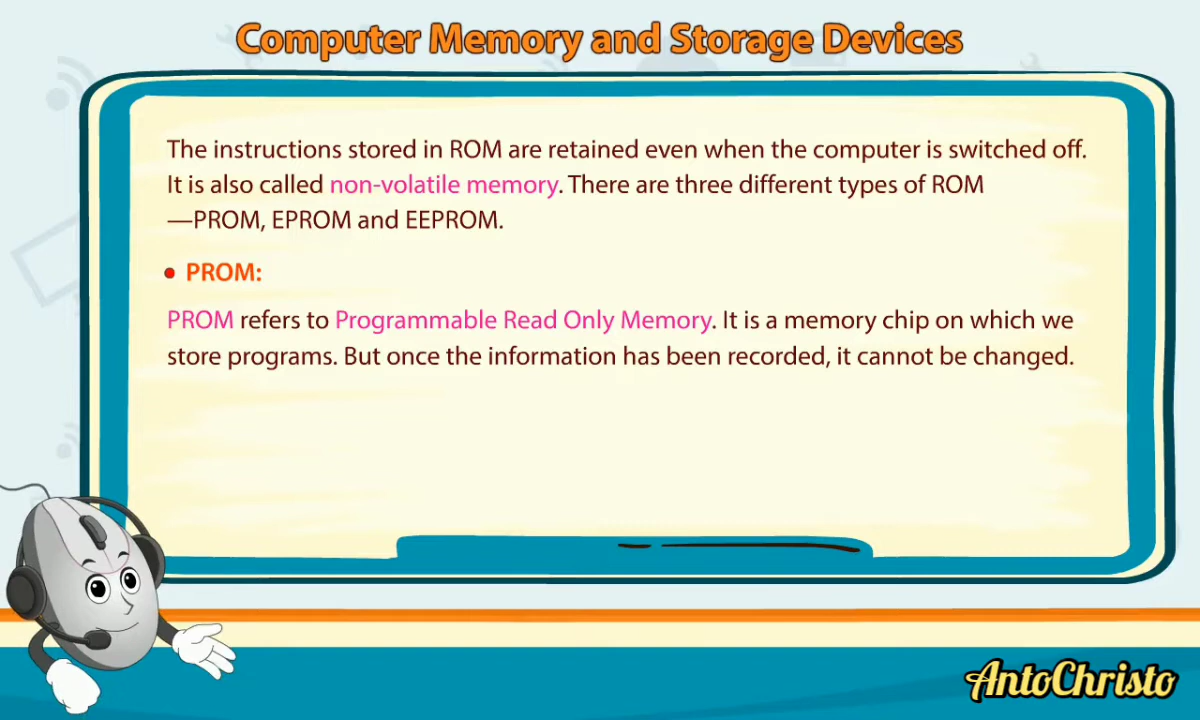 Computer Memory and Storage Devices
The instructions stored in ROM are retained even when the computer is switched off.
It is also called non-volatile memory. There are three different types of ROM
—PROM, EPROM and EEPROM.
• PROM:
PROM refers to Programmable Read Only Memory. It is a memory chip on which we
store programs. But once the information has been recorded, it cannot be changed.
AntoChristo